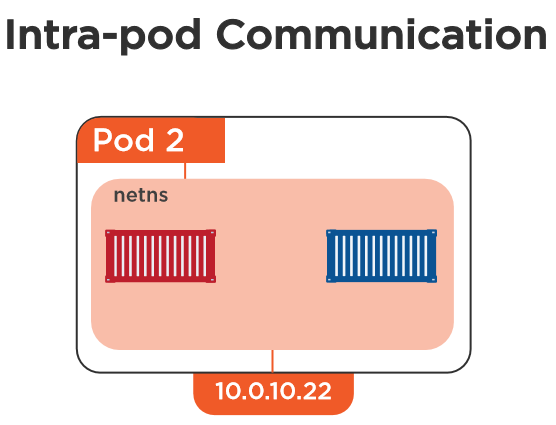 Intra-pod Communication
Pod 2
netns
10.0.10.22